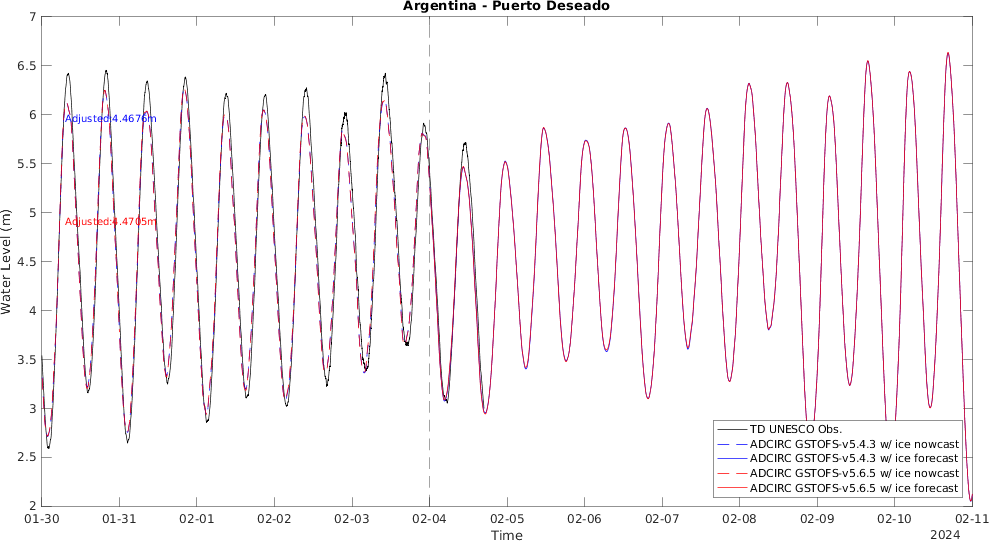 Argentina - Puerto Deseado
7
6.5
6
5.5
5
4.5
4
3.5
3
2.5
2
Water Level (m)
Adjusted:4.4676m
Adjusted:4.4705m
TD UNESCO Obs.
ADCIRC GSTOFS-v5.4.3 w/ ice nowcast
ADCIRC GSTOFS-v5.4.3 w/ ice forecast
ADCIRC GSTOFS-v5.6.5 w/ ice nowcast
ADCIRC GSTOFS-v5.6.5 w/ ice forecast
01-30 01-31 02-01 02-02 02-03 02-04 02-05 02-06 02-07 02-08 02-09 02-10 02-11
Time
2024